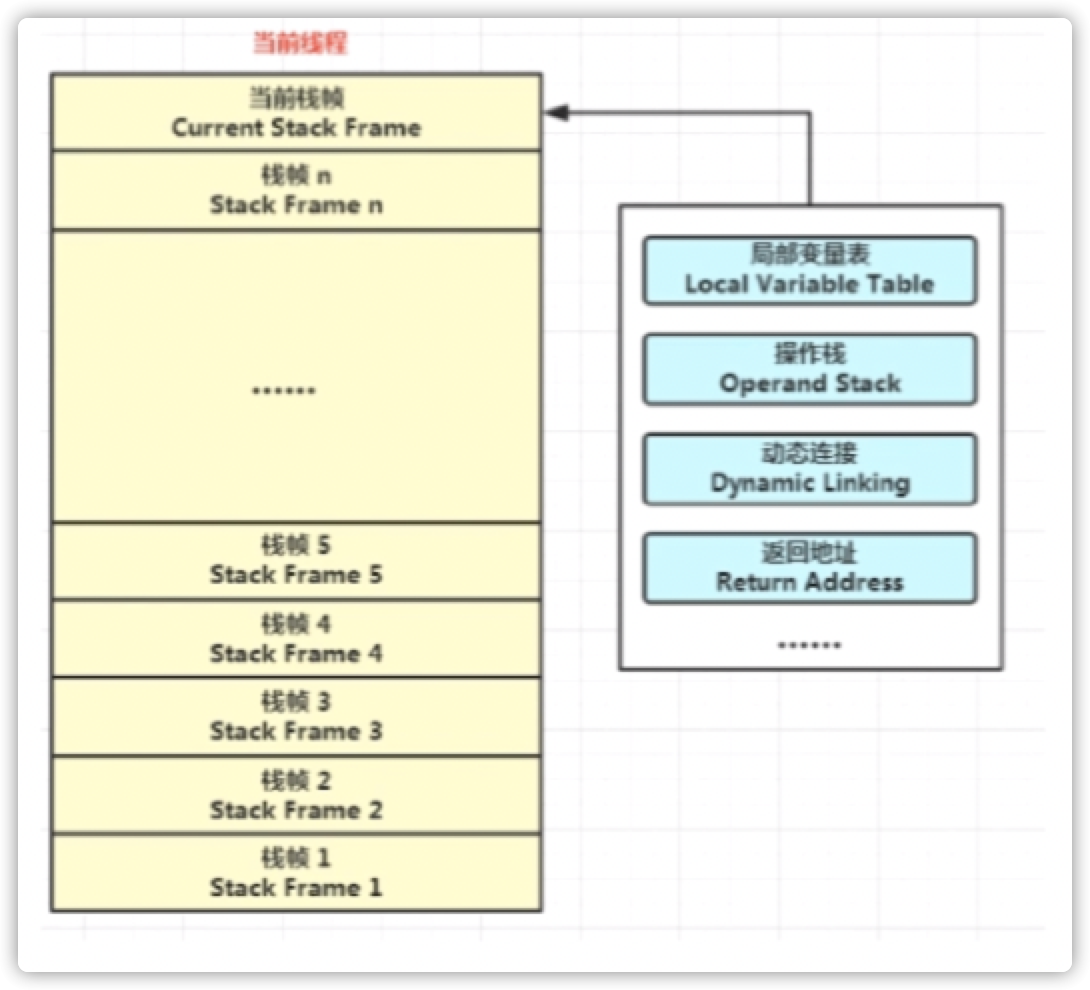 当前线程
当前栈帧
Current Stack Frame
栈帧 n
Stack Frame n
······
栈帧 5
Stack Frame 5
栈帧 4
Stack Frame 4
栈帧 3
Stack Frame 3
栈帧 2
Stack Frame 2
栈帧 1
Stack Frame 1
局部变量表
Local Variable Table
操作栈
Operand Stack
动态连接
Dynamic Linking
返回地址
Return Address
······